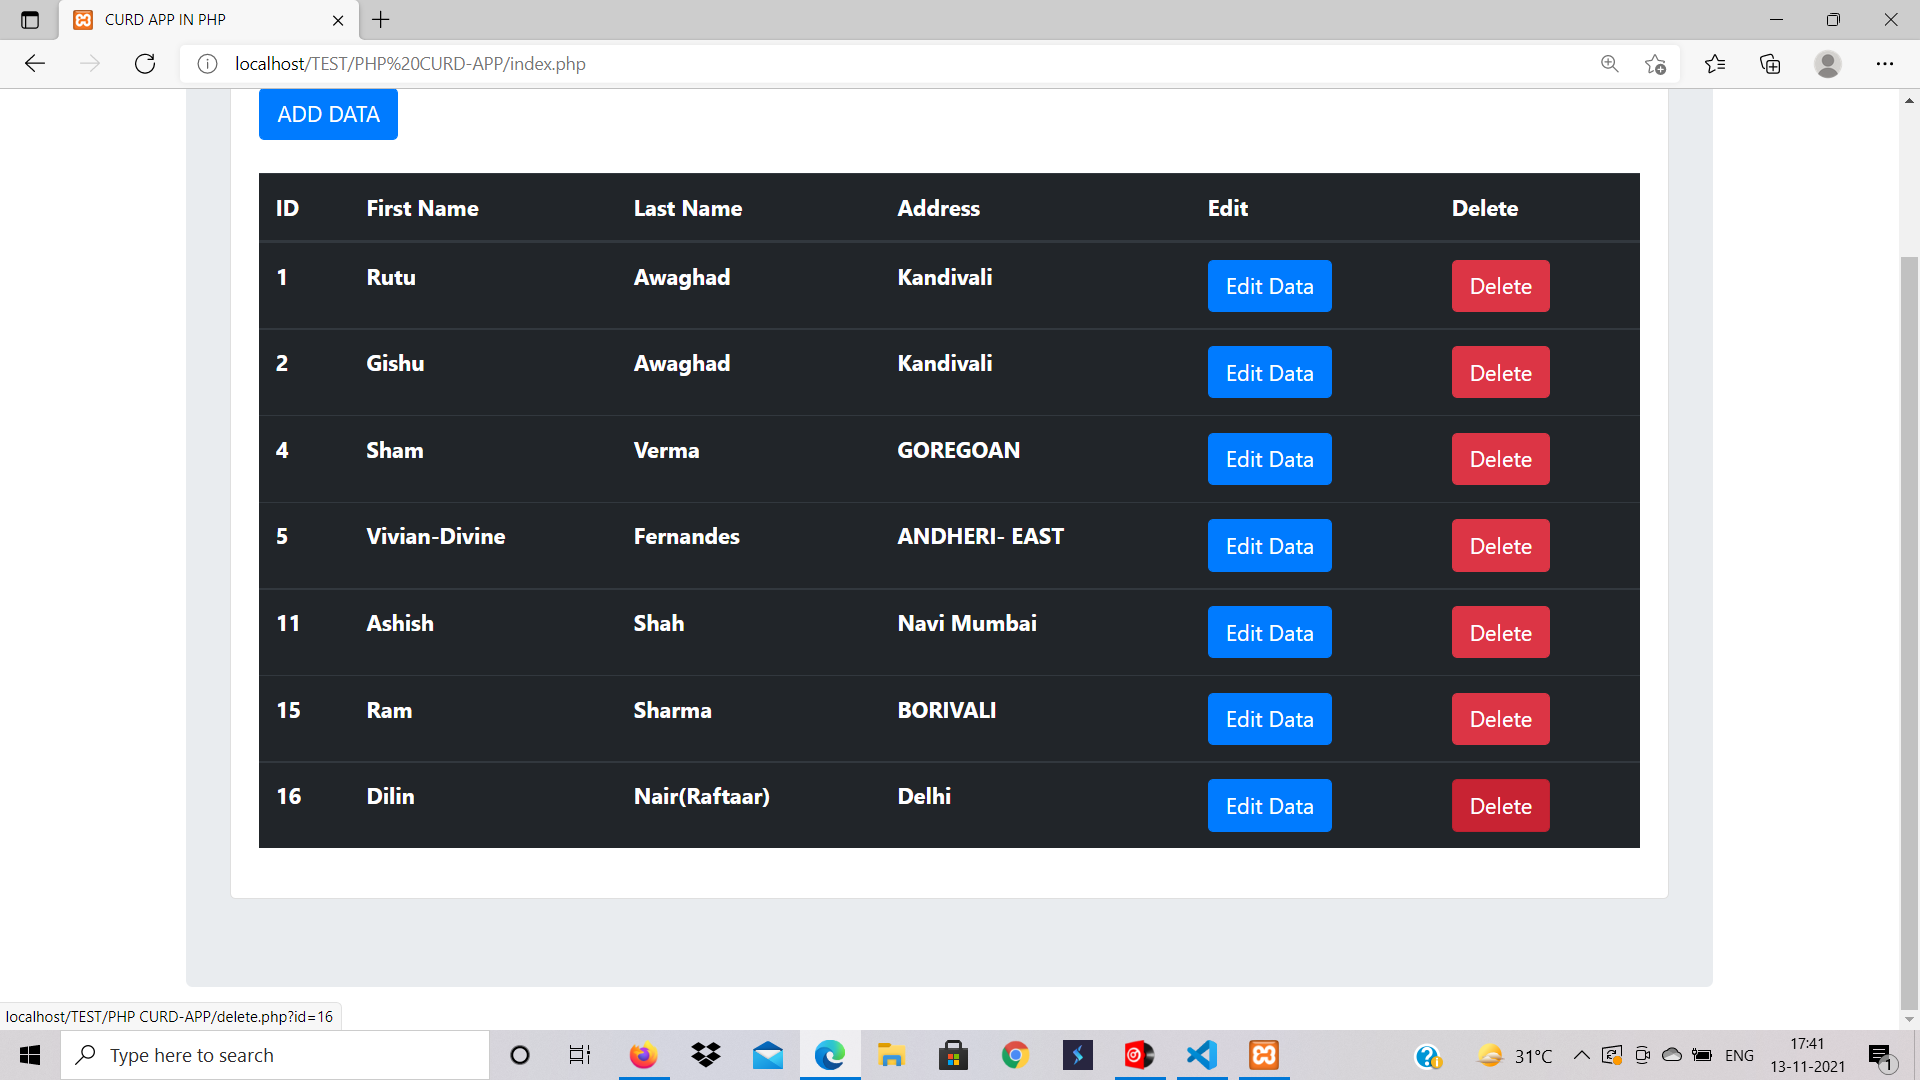 CURD APP IN PHP
localhost/TEST/PHP%20CURD-APP/index.php
ADD DATA
ID First Name Last Name Address Edit Delete
1 Rutu Awaghad Kandivali Edit Data Delete
2 Gishu Awaghad Kandivali Edit Data Delete
4 Sham Verma GOREGOAN Edit Data Delete
5 Vivian-Divine Fernandes ANDHERI- EAST Edit Data Delete
11 Ashish Shah Navi Mumbai Edit Data Delete
15 Ram Sharma BORIVALI Edit Data Delete
16 Dilin Nair(Raftaar) Delhi Edit Data Delete
localhost/TEST/PHP CURD-APP/delete.php?id=16
Type here to search
31°C
ENG
17:41
13-11-2021
1